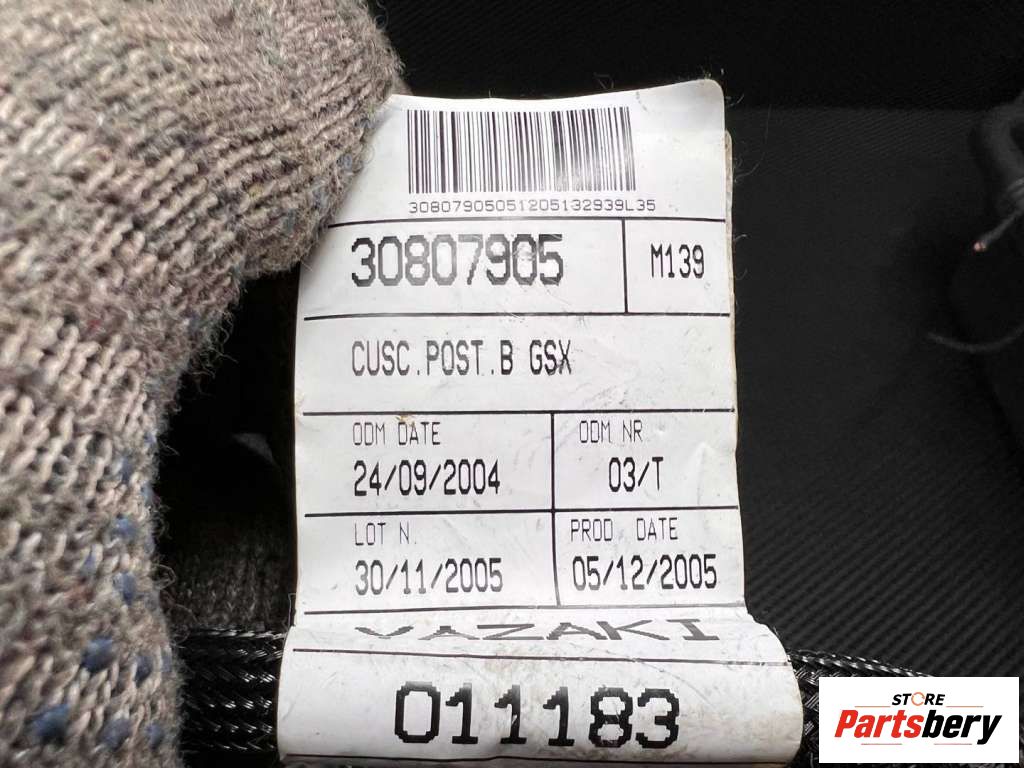 30807905051205132939L35
30807905
M139
CUSC.POST.B GSX
ODM DATE
ODM NR
24/09/2004
03/T
LOT N.
PROD. DATE
30/11/2005
05/12/2005
YAZAKI
011183
STORE
Partsbery